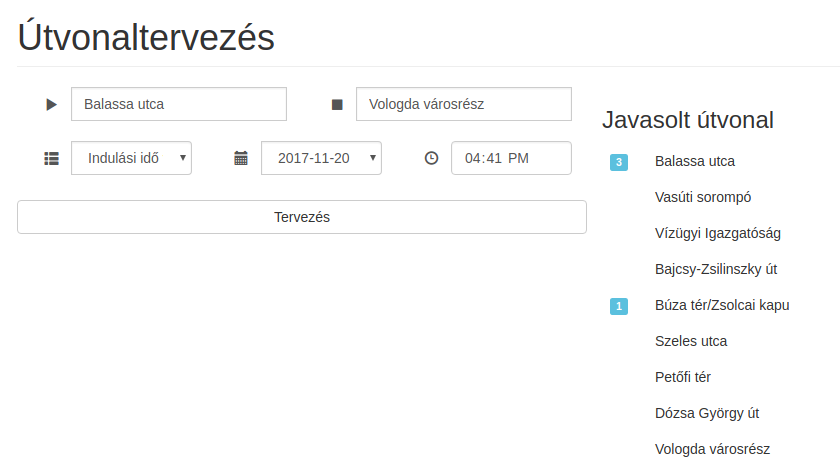 Útvonaltervezés
Balassa utca
Vologda városrész
Indulási idő
2017-11-20
04:41 PM
Tervezés
Javasolt útvonal
3 Balassa utca
Vasúti sorompó
Vízügyi Igazgatóság
Bajcsy-Zsilinszky út
1 Búza tér/Zsolcai kapu
Szeles utca
Petőfi tér
Dózsa György út
Vologda városrész